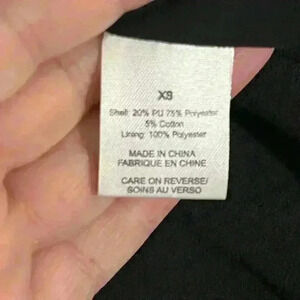 XS
Shell: 20% PU 75% Polyester
5% Cotton
Lining: 100% Polyester
MADE IN CHINA
FABRIQUE EN CHINE
CARE ON REVERSE/
SOINS AU VERSO